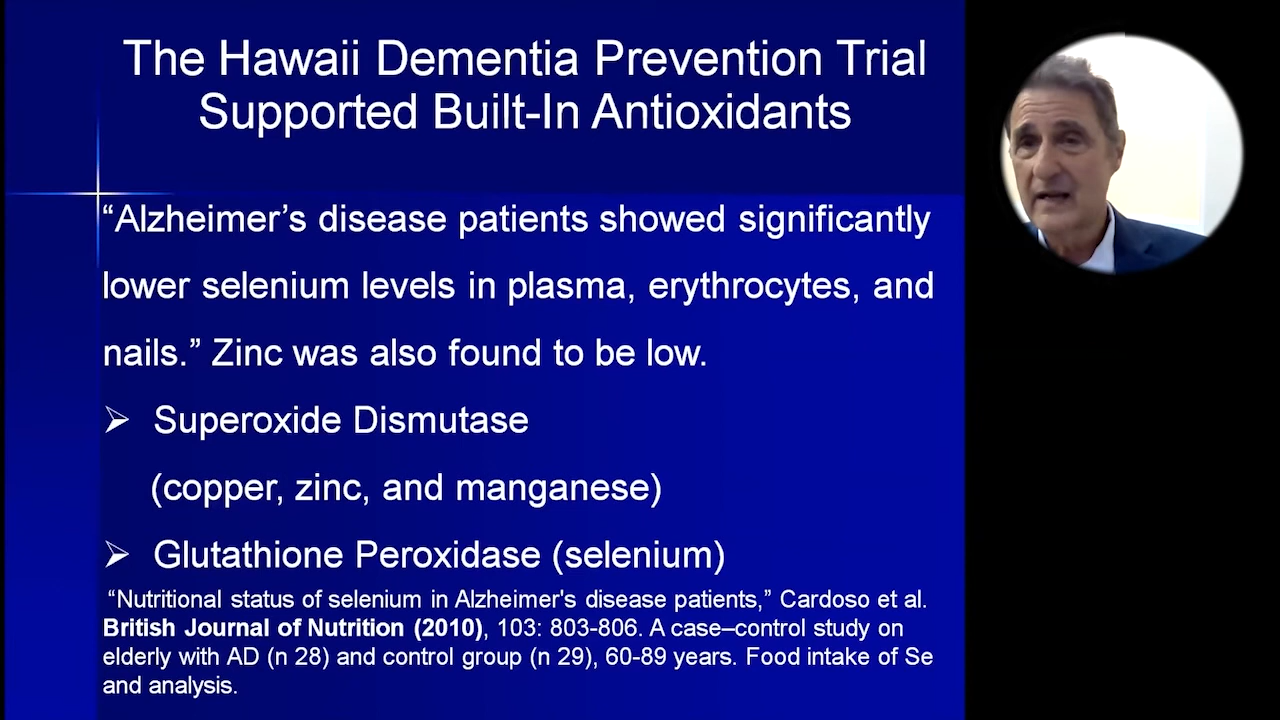 The Hawaii Dementia Prevention Trial
Supported Built-In Antioxidants
“Alzheimer’s disease patients showed significantly
lower selenium levels in plasma, erythrocytes, and
nails.” Zinc was also found to be low.
➢ Superoxide Dismutase
(copper, zinc, and manganese)
➢ Glutathione Peroxidase (selenium)
“Nutritional status of selenium in Alzheimer's disease patients,” Cardoso et al.
British Journal of Nutrition (2010), 103: 803-806. A case–control study on
elderly with AD (n 28) and control group (n 29), 60-89 years. Food intake of Se
and analysis.